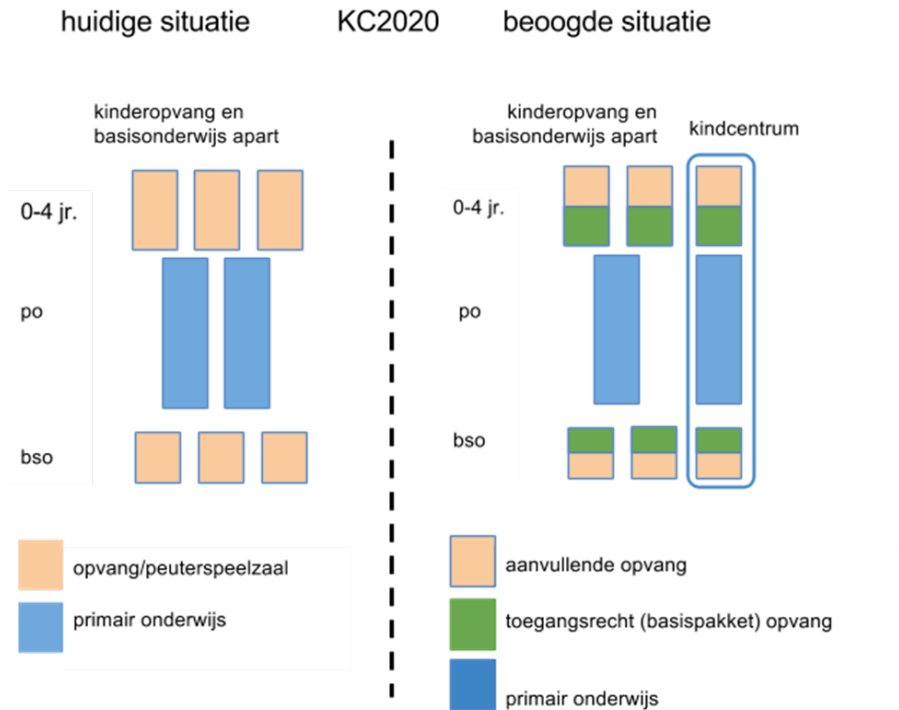 huidige situatie
KC2020
beoogde situatie
kinderopvang en
basisonderwijs apart
0-4 jr.
po
bso
opvang/peuterspeelzaal
primair onderwijs
kinderopvang en
basisonderwijs apart
kindcentrum
0-4 jr.
po
bso
aanvullende opvang
toegangsrecht (basispakket) opvang
primair onderwijs